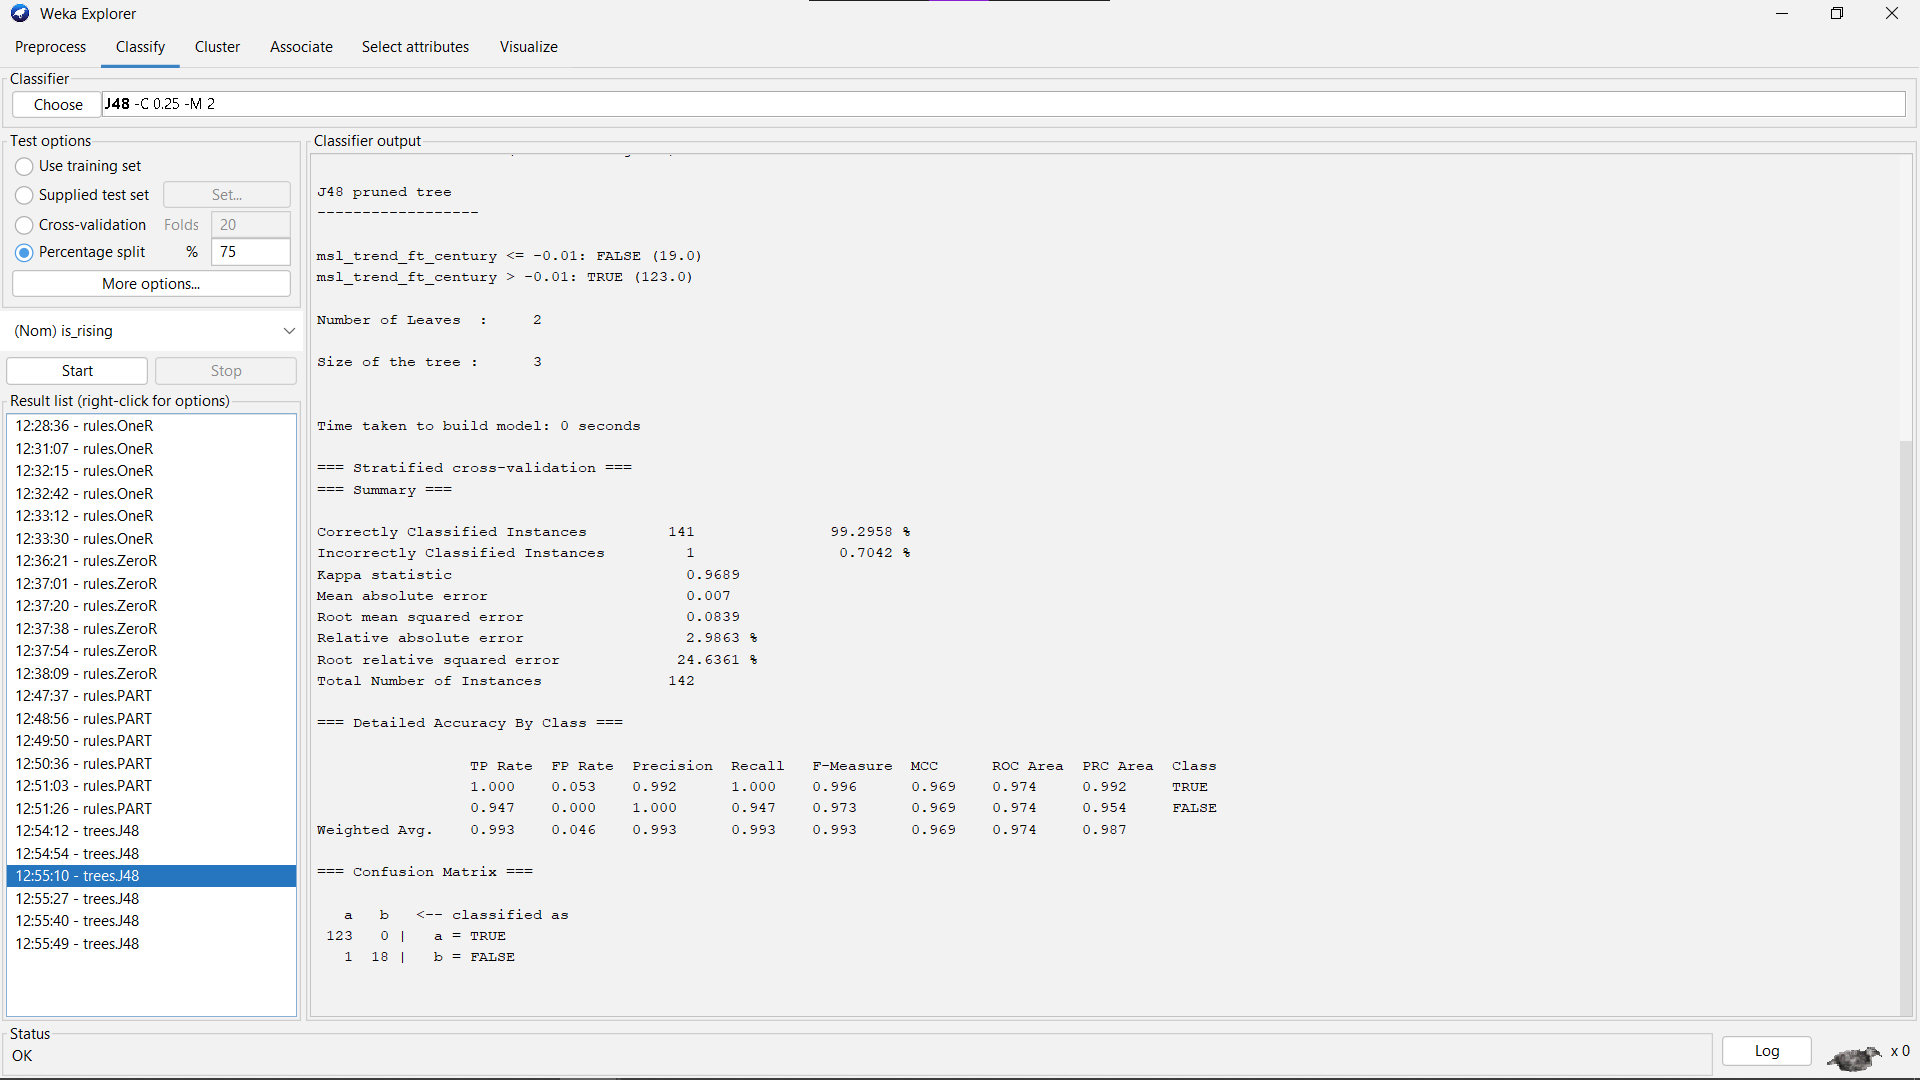 Weka Explorer
Preprocess Classify Cluster Associate Select attributes Visualize
Classifier
Choose J48 -C 0.25 -M 2
Test options
Use training set
Supplied test set Set...
Cross-validation Folds 20
Percentage split % 75
More options...
(Nom) is_rising
Start Stop
Result list (right-click for options)
12:28:36 - rules.OneR
12:31:07 - rules.OneR
12:32:15 - rules.OneR
12:32:42 - rules.OneR
12:33:12 - rules.OneR
12:33:30 - rules.OneR
12:36:21 - rules.ZeroR
12:37:01 - rules.ZeroR
12:37:20 - rules.ZeroR
12:37:38 - rules.ZeroR
12:37:54 - rules.ZeroR
12:38:09 - rules.ZeroR
12:47:37 - rules.PART
12:48:56 - rules.PART
12:49:50 - rules.PART
12:50:36 - rules.PART
12:51:03 - rules.PART
12:51:26 - rules.PART
12:54:12 - trees.J48
12:54:54 - trees.J48
12:55:10 - trees.J48
12:55:27 - trees.J48
12:55:40 - trees.J48
12:55:49 - trees.J48
Classifier output
J48 pruned tree
------------------
msl_trend_ft_century <= -0.01: FALSE (19.0)
msl_trend_ft_century > -0.01: TRUE (123.0)
Number of Leaves  : 2
Size of the tree : 3
Time taken to build model: 0 seconds
=== Stratified cross-validation ===
=== Summary ===
Correctly Classified Instances 141 99.2958 %
Incorrectly Classified Instances 1 0.7042 %
Kappa statistic 0.9689
Mean absolute error 0.007
Root mean squared error 0.0839
Relative absolute error 2.9863 %
Root relative squared error 24.6361 %
Total Number of Instances 142
=== Detailed Accuracy By Class ===
TP Rate FP Rate Precision Recall F-Measure MCC ROC Area PRC Area Class
1.000 0.053 0.992 1.000 0.996 0.969 0.974 0.992 TRUE
0.947 0.000 1.000 0.947 0.973 0.969 0.974 0.954 FALSE
Weighted Avg. 0.993 0.046 0.993 0.993 0.993 0.969 0.974 0.987
=== Confusion Matrix ===
a b <-- classified as
123 0 | a = TRUE
1 18 | b = FALSE
Status
OK
Log x 0